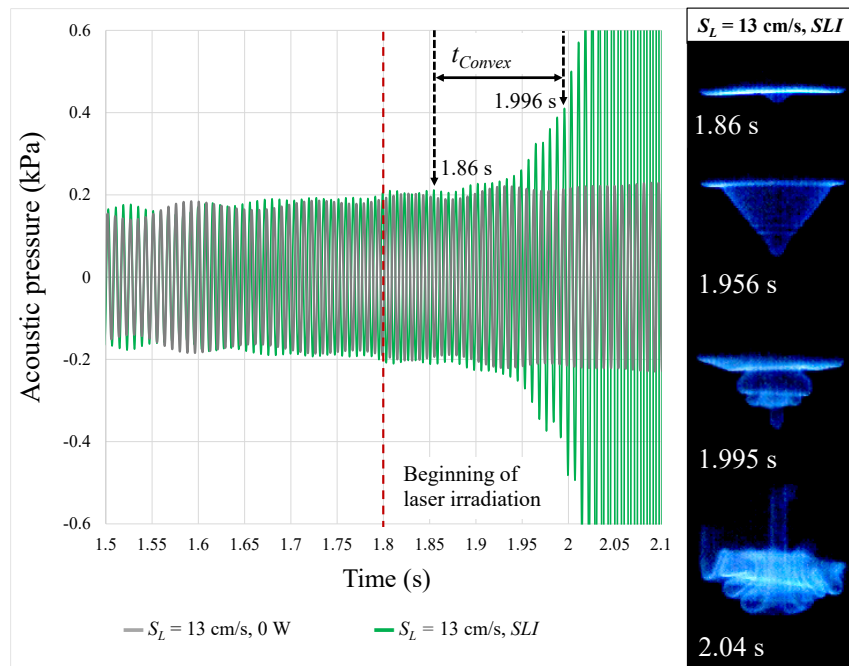 Acoustic pressure (kPa)
0.6
0.4
0.2
0
-0.2
-0.4
-0.6
t_Convex
1.996 s
1.86 s
Beginning of
laser irradiation
1.5 1.55 1.6 1.65 1.7 1.75 1.8 1.85 1.9 1.95 2 2.05 2.1
Time (s)
S_L = 13 cm/s, 0 W
S_L = 13 cm/s, SLI
S_L = 13 cm/s, SLI
1.86 s
1.956 s
1.995 s
2.04 s